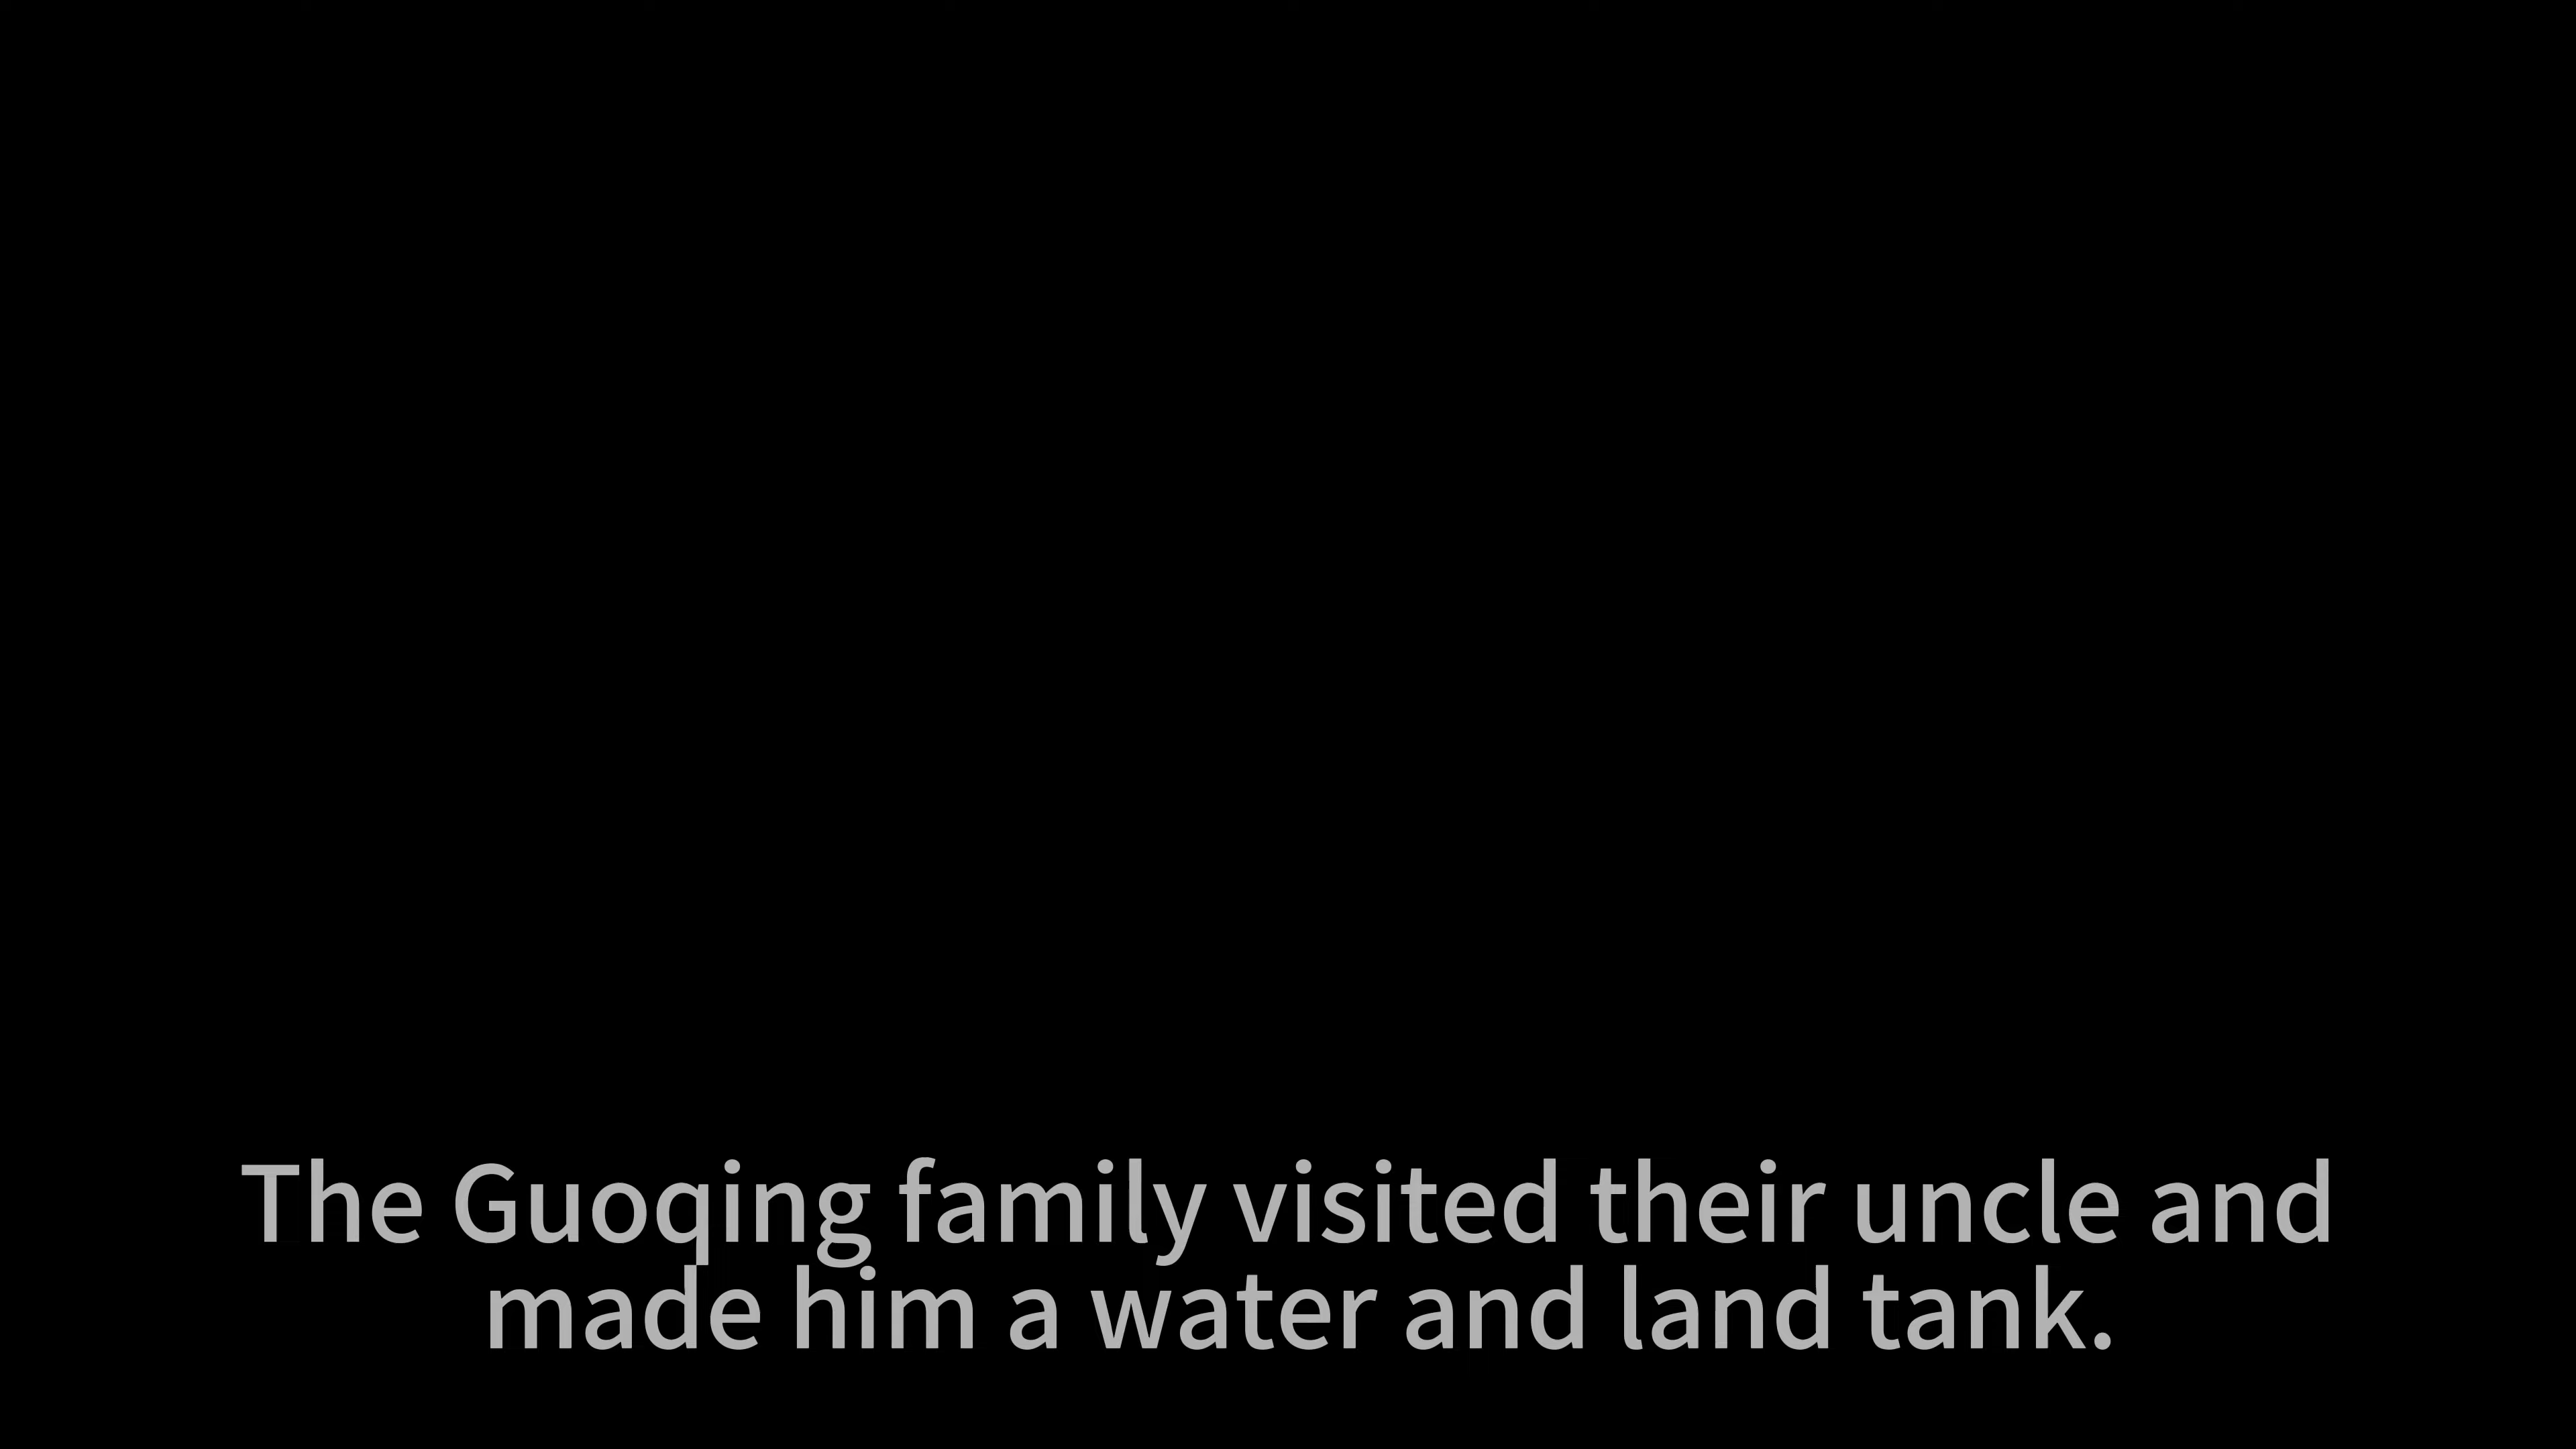 The Guoqing family visited their uncle and
made him a water and land tank.